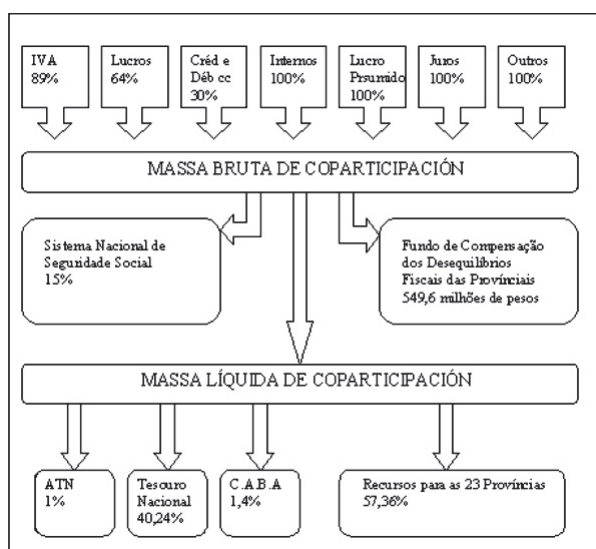 IVA
89%
Lucros
64%
Créd e
Déb cc
30%
Internos
100%
Lucro
Prsumido
100%
Juros
100%
Outros
100%
MASSA BRUTA DE COPARTICIPACIÓN
Sistema Nacional de
Seguridade Social
15%
Fundo de Compensação
dos Desequilíbrios
Fiscais das Provínciais
549,6 milhões de pesos
MASSA LÍQUIDA DE COPARTICIPACIÓN
ATN
1%
Tesouro
Nacional
40,24%
C.A.B.A
1,4%
Recursos para as 23 Províncias
57,36%